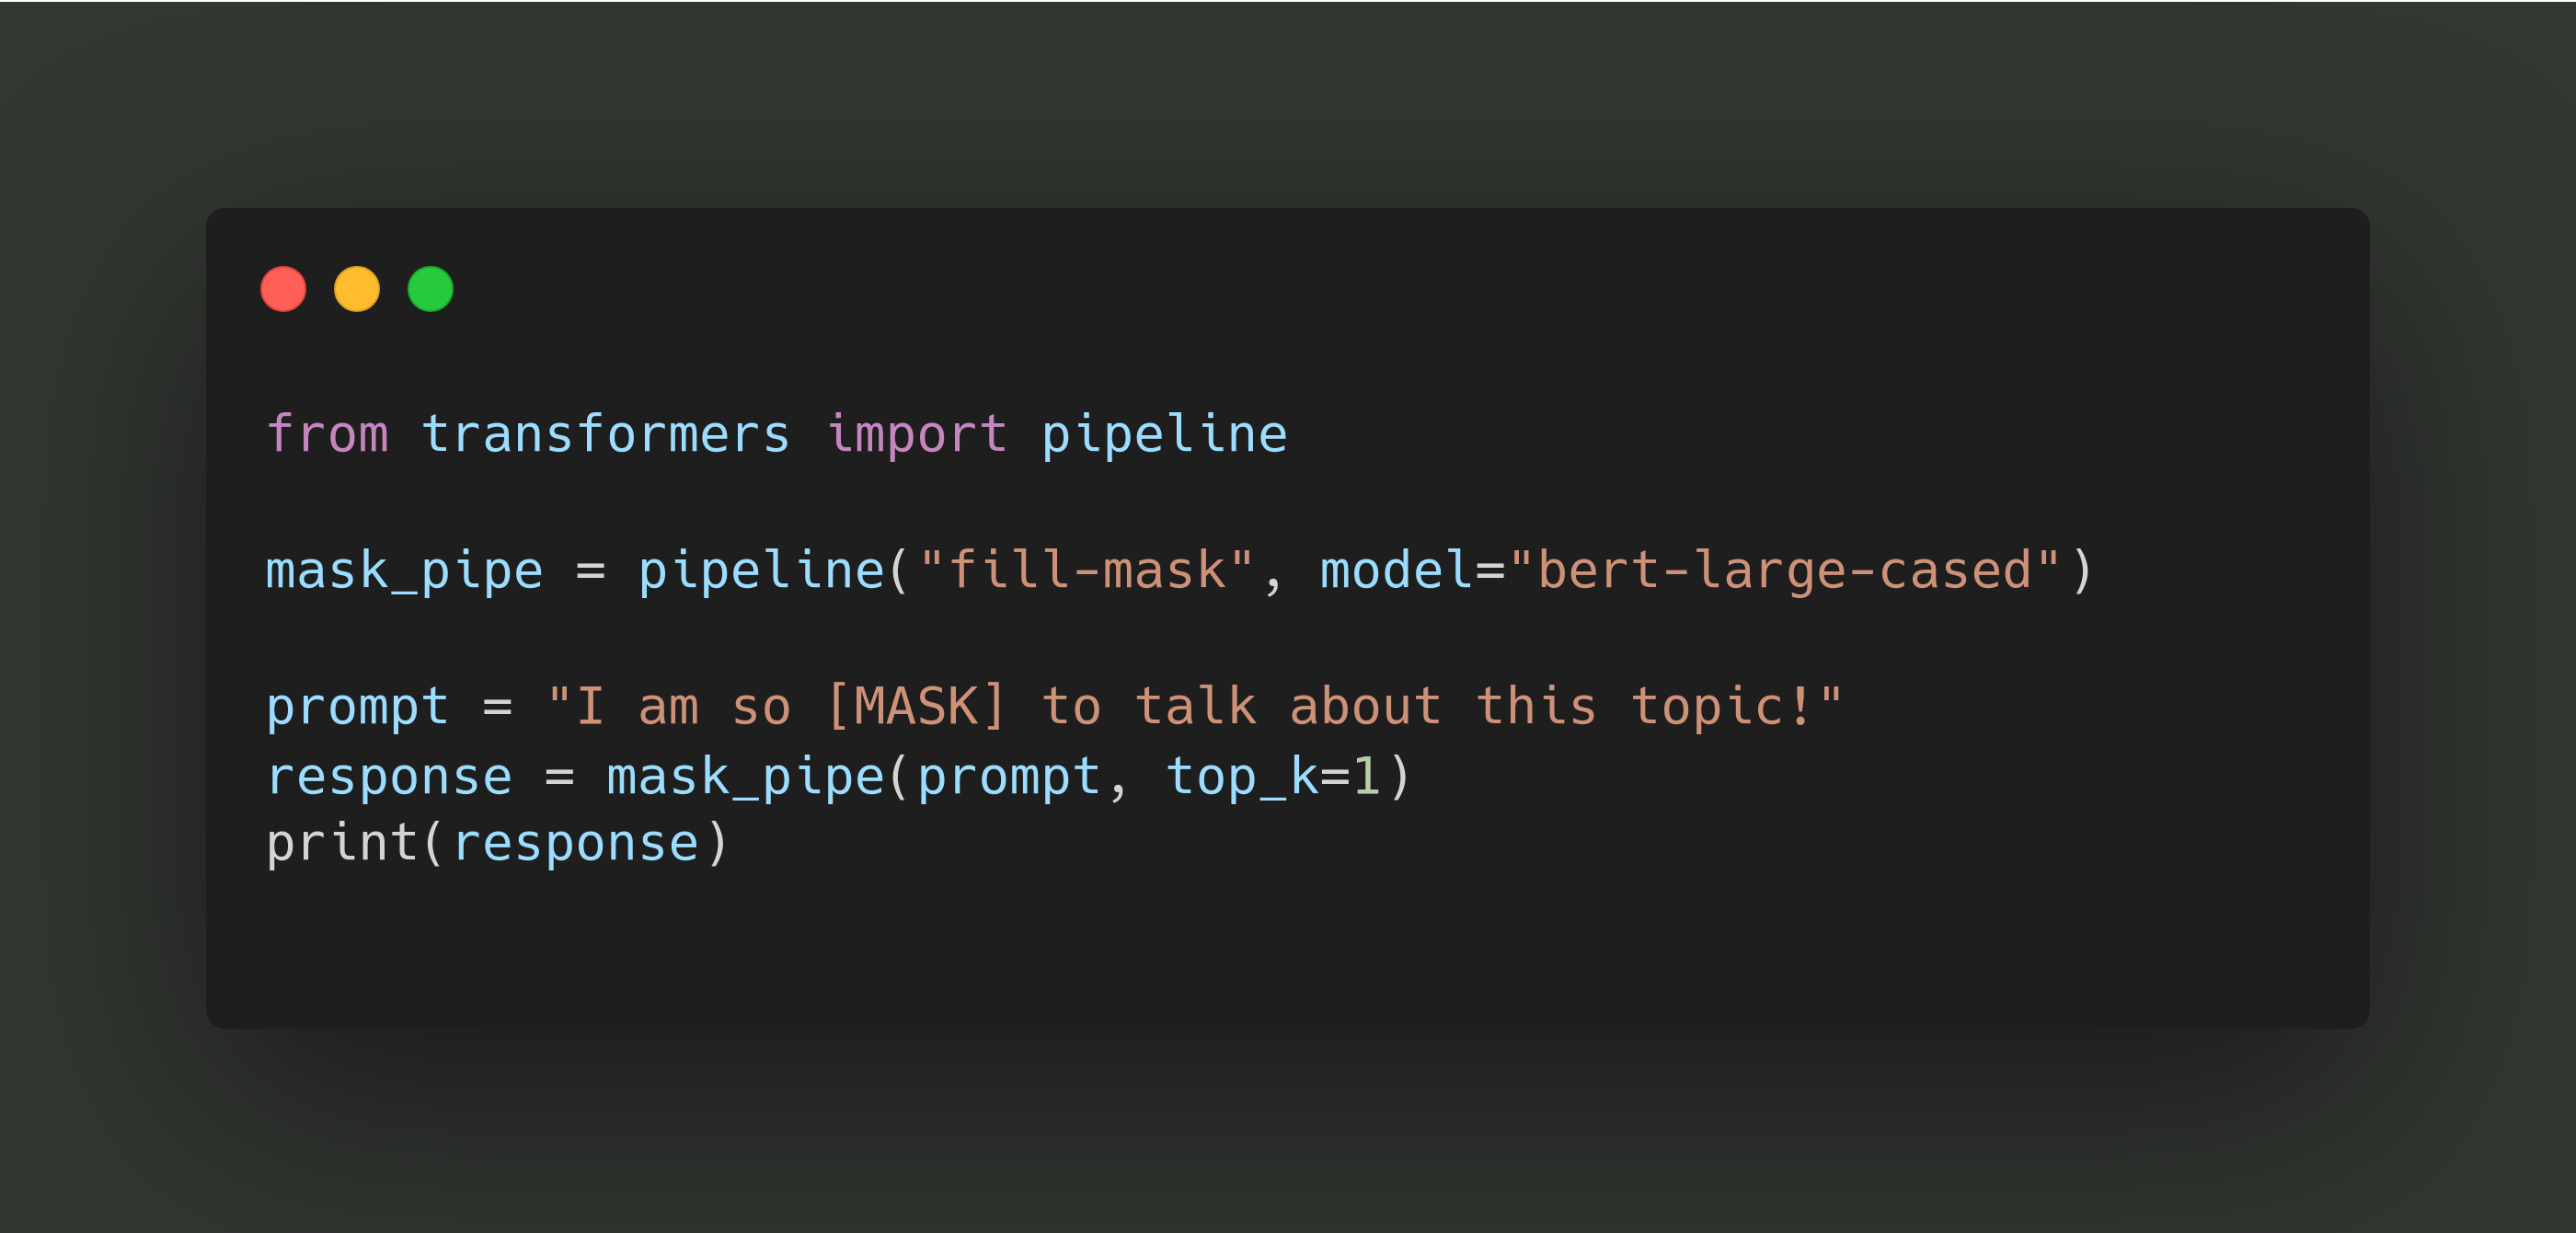 from transformers import pipeline
mask_pipe = pipeline("fill-mask", model="bert-large-cased")
prompt = "I am so [MASK] to talk about this topic!"
response = mask_pipe(prompt, top_k=1)
print(response)